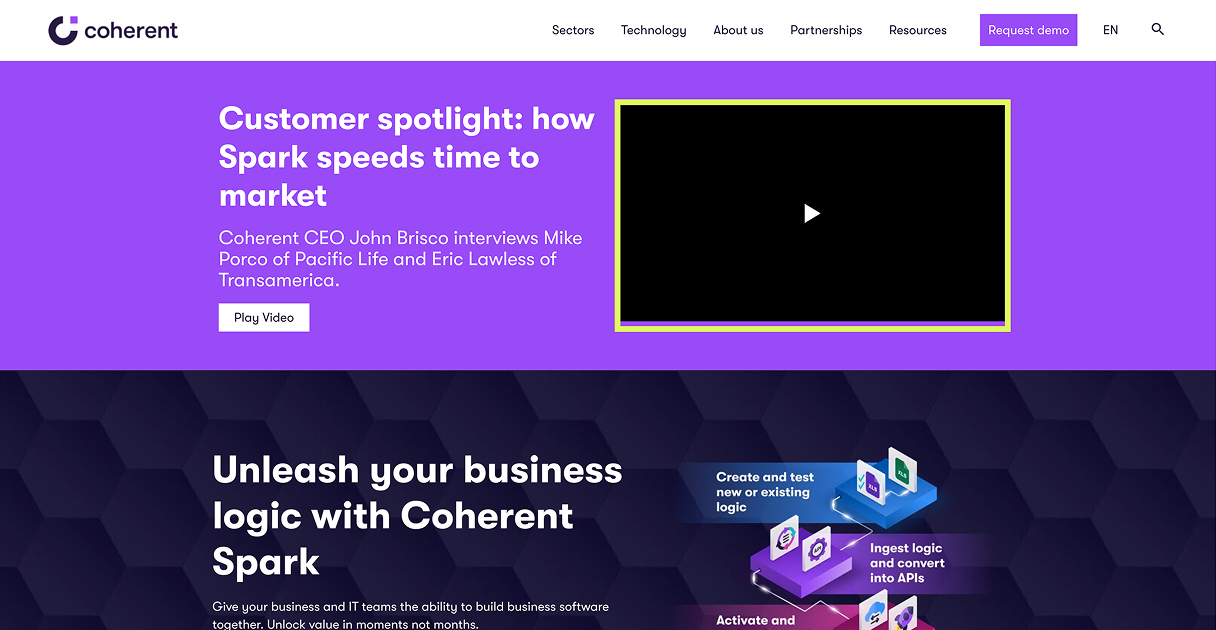 coherent
Sectors
Technology
About us
Partnerships
Resources
Request demo
EN
Customer spotlight: how
Spark speeds time to
market
Coherent CEO John Brisco interviews Mike
Porco of Pacific Life and Eric Lawless of
Transamerica.
Play Video
Unleash your business
logic with Coherent
Spark
Give your business and IT teams the ability to build business software
together. Unlock value in moments not months.
Create and test
new or existing
logic
XLS
XLS
Ingest logic
and convert
into APIs
API
Activate and